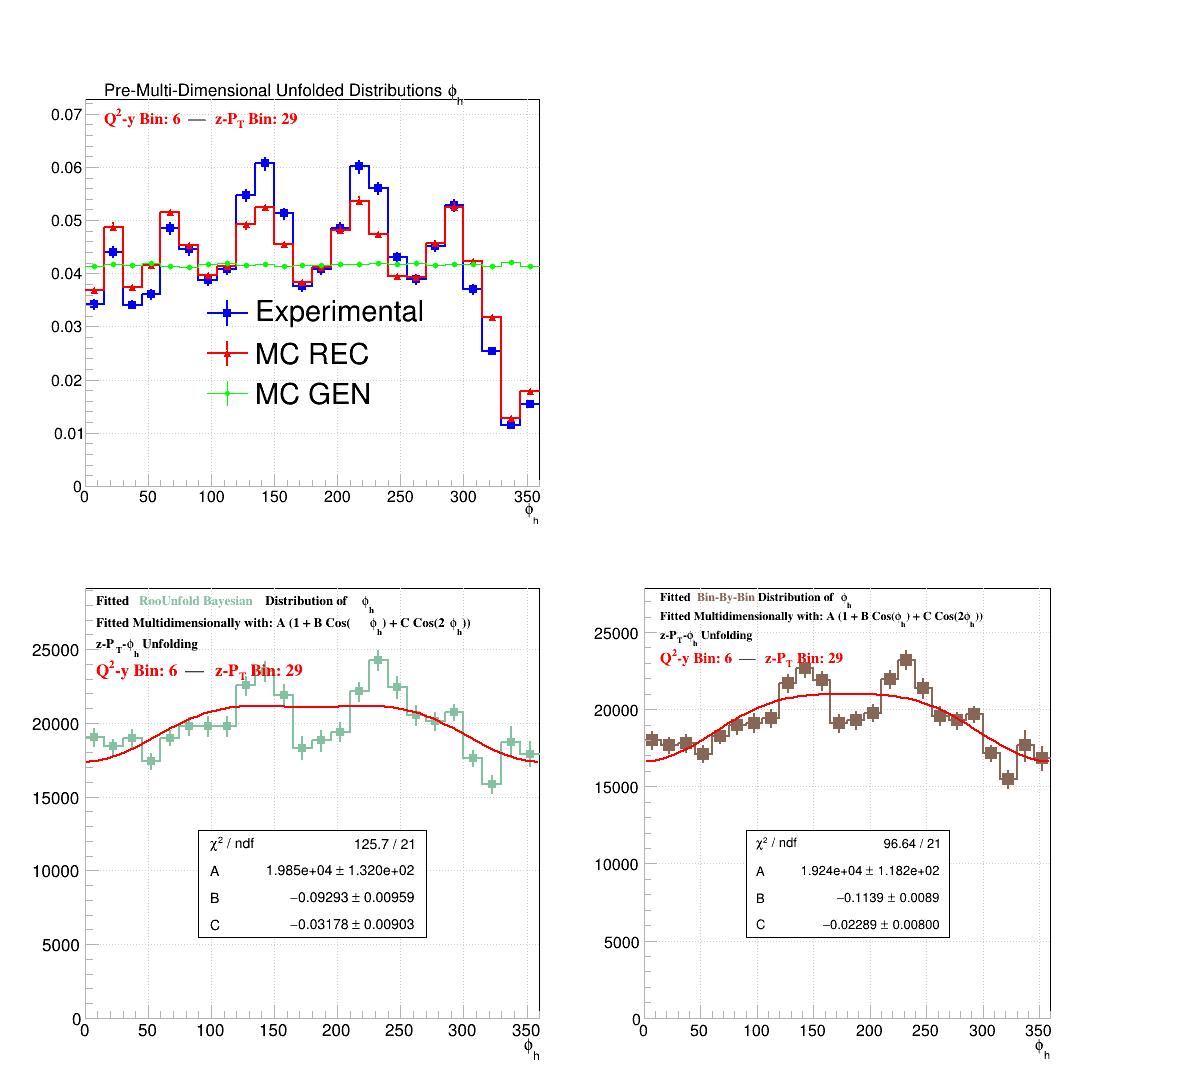 Pre-Multi-Dimensional Unfolded Distributions ϕh
Q²-y Bin: 6 — z-PT Bin: 29
0.07
0.06
0.05
0.04
0.03
0.02
0.01
0
Experimental
MC REC
MC GEN
0 50 100 150 200 250 300 350
ϕh
Fitted RooUnfold Bayesian Distribution of ϕh
Fitted Multidimensionally with: A (1 + B Cos( ϕh) + C Cos(2 ϕh))
z-PT-ϕh Unfolding
Q²-y Bin: 6 — z-PT Bin: 29
25000
20000
15000
10000
5000
0
χ² / ndf 125.7 / 21
A 1.985e+04 ± 1.320e+02
B −0.09293 ± 0.00959
C −0.03178 ± 0.00903
0 50 100 150 200 250 300 350
ϕh
Fitted Bin-By-Bin Distribution of ϕh
Fitted Multidimensionally with: A (1 + B Cos(ϕh) + C Cos(2ϕh))
z-PT-ϕh Unfolding
Q²-y Bin: 6 — z-PT Bin: 29
25000
20000
15000
10000
5000
0
χ² / ndf 96.64 / 21
A 1.924e+04 ± 1.182e+02
B −0.1139 ± 0.0089
C −0.02289 ± 0.00800
0 50 100 150 200 250 300 350
ϕh